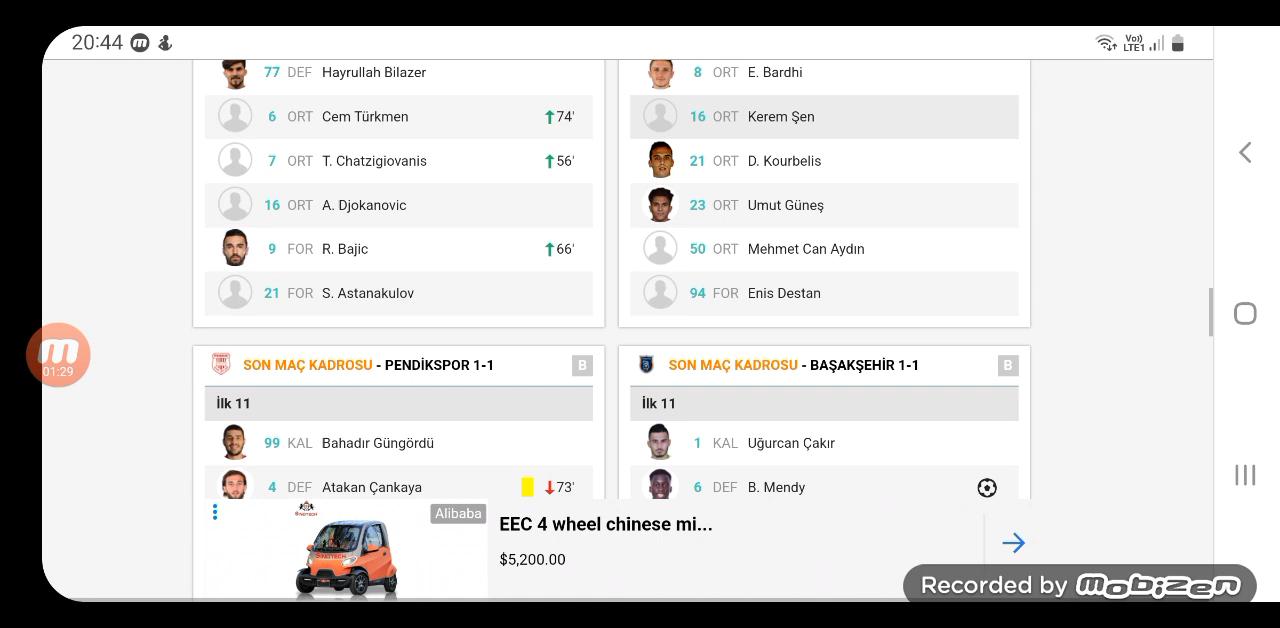 20:44
Vo))
LTE1
77 DEF Hayrullah Bilazer
6 ORT Cem Türkmen 74'
7 ORT T. Chatzigiovanis 56'
16 ORT A. Djokanovic
9 FOR R. Bajic 66'
21 FOR S. Astanakulov
8 ORT E. Bardhi
16 ORT Kerem Şen
21 ORT D. Kourbelis
23 ORT Umut Güneş
50 ORT Mehmet Can Aydın
94 FOR Enis Destan
01:29
SON MAÇ KADROSU - PENDİKSPOR 1-1 B
İlk 11
99 KAL Bahadır Güngördü
4 DEF Atakan Çankaya 73'
SON MAÇ KADROSU - BAŞAKŞEHİR 1-1 B
İlk 11
1 KAL Uğurcan Çakır
6 DEF B. Mendy
SINOTECH
Alibaba
SINOTECH
EEC 4 wheel chinese mi...
$5,200.00
Recorded by mobizen